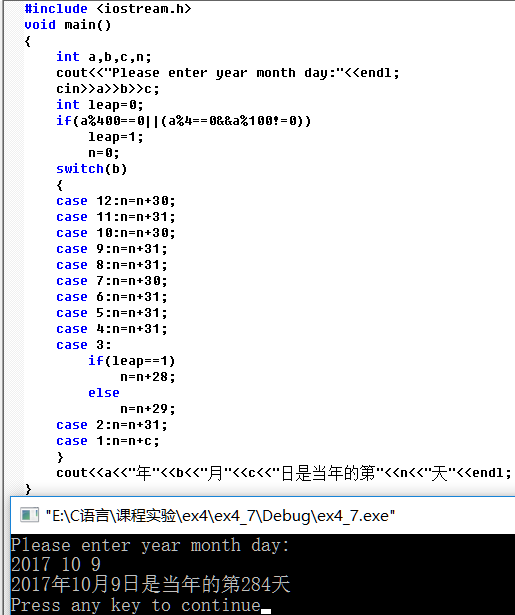 #include <iostream.h>
void main()
{
    int a,b,c,n;
    cout<<"Please enter year month day:"<<endl;
    cin>>a>>b>>c;
    int leap=0;
    if(a%400==0||(a%4==0&&a%100!=0))
        leap=1;
        n=0;
    switch(b)
    {
    case 12:n=n+30;
    case 11:n=n+31;
    case 10:n=n+30;
    case 9:n=n+31;
    case 8:n=n+31;
    case 7:n=n+30;
    case 6:n=n+31;
    case 5:n=n+31;
    case 4:n=n+31;
    case 3:
        if(leap==1)
            n=n+28;
        else
            n=n+29;
    case 2:n=n+31;
    case 1:n=n+c;
    }
    cout<<a<<"年"<<b<<"月"<<c<<"日是当年的第"<<n<<"天"<<endl;
}
"E:\C语言\课程实验\ex4\ex4_7\Debug\ex4_7.exe"
Please enter year month day:
2017 10 9
2017年10月9日是当年的第284天
Press any key to continue